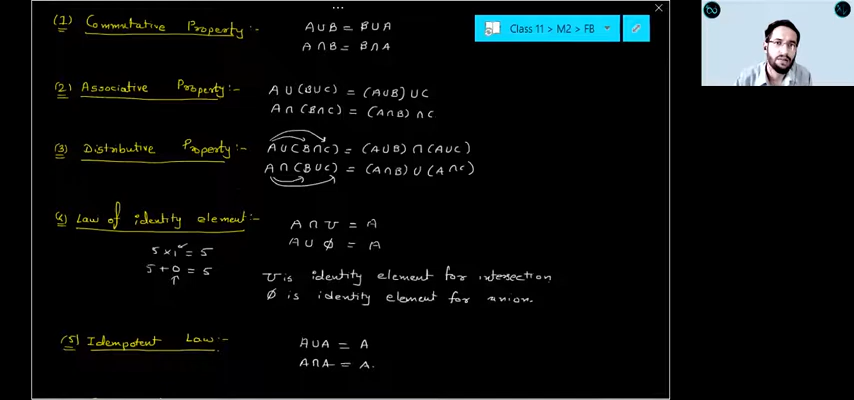 (1) Commutative Property :- A∪B = B∪A
A∩B = B∩A
Class 11 > M2 > FB
(2) Associative Property:- A∪(B∪C) = (A∪B)∪C
A∩(B∩C) = (A∩B)∩C
(3) Distributive Property:- A∪(B∩C) = (A∪B)∩(A∪C)
A∩(B∪C) = (A∩B)∪(A∩C)
(4) Law of identity element:- A∩U = A
A∪ϕ = A
5×1 = 5
5+0 = 5
U is identity element for intersection
ϕ is identity element for union.
(5) Idempotent Law:- A∪A = A
A∩A = A.